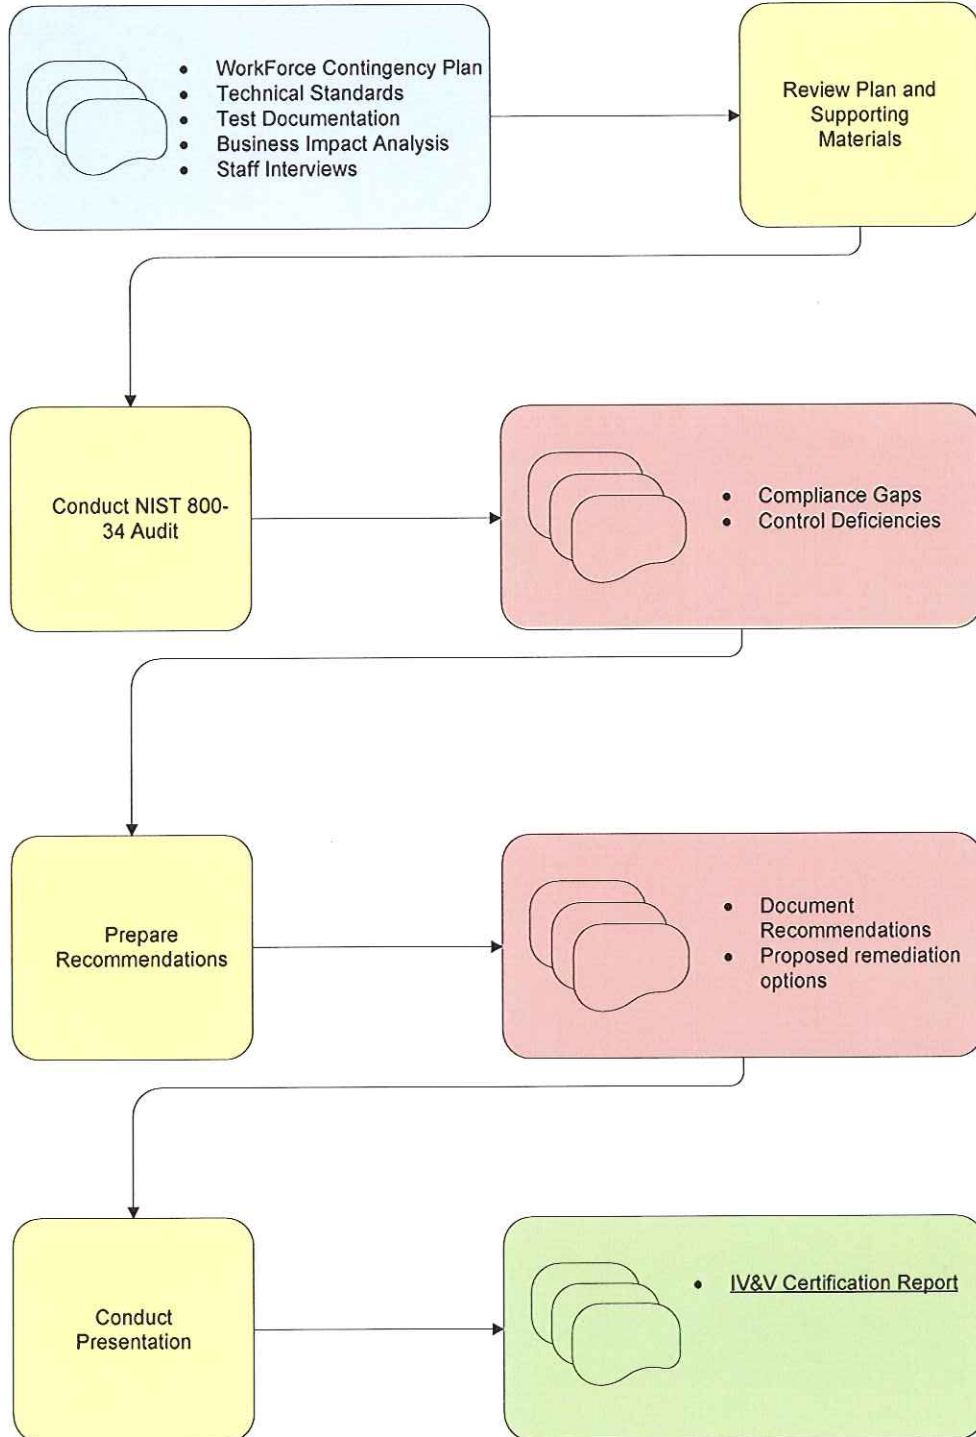 • WorkForce Contingency Plan
• Technical Standards
• Test Documentation
• Business Impact Analysis
• Staff Interviews
Review Plan and
Supporting
Materials
Conduct NIST 800-
34 Audit
• Compliance Gaps
• Control Deficiencies
Prepare
Recommendations
• Document
Recommendations
• Proposed remediation
options
Conduct
Presentation
• IV&V Certification Report